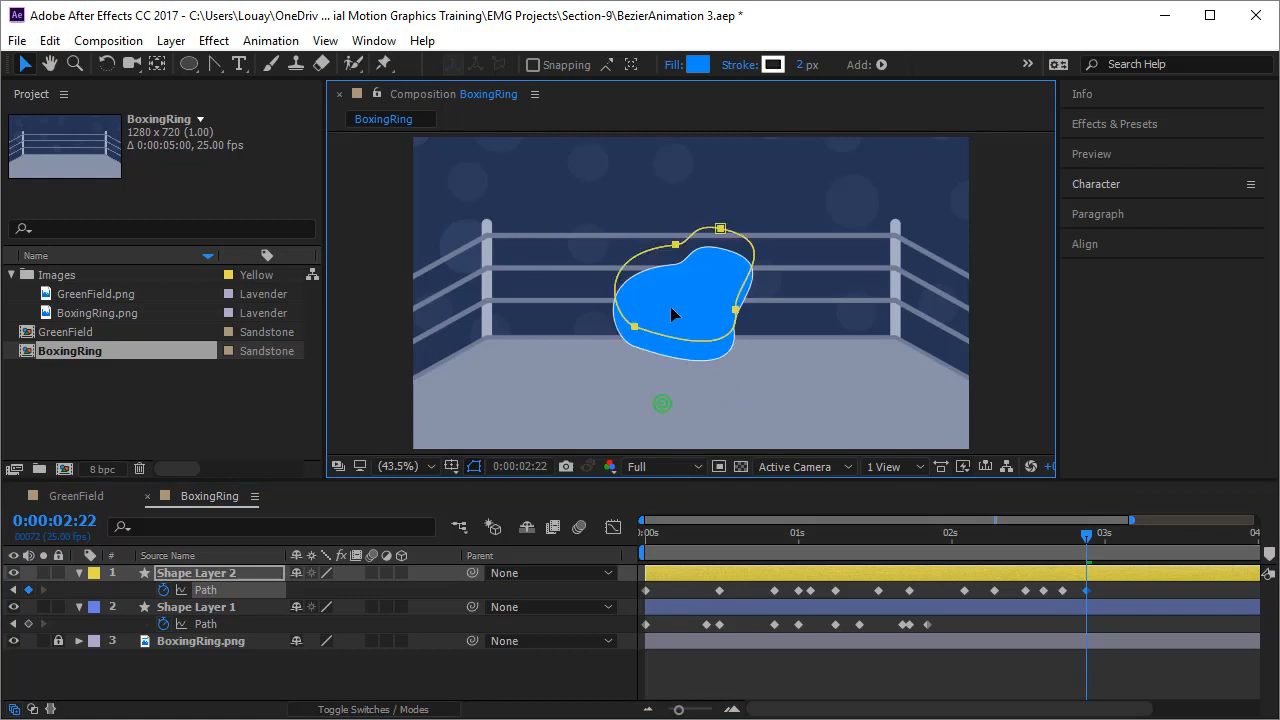 Adobe After Effects CC 2017 - C:\Users\Louay\OneDriv ... ial Motion Graphics Training\EMG Projects\Section-9\BezierAnimation 3.aep *
File Edit Composition Layer Effect Animation View Window Help
Snapping Fill: Stroke: 2 px Add: Search Help
Project
Composition BoxingRing
Info
BoxingRing
1280 x 720 (1.00)
Δ 0:00:05:00, 25.00 fps
BoxingRing
Effects & Presets
Preview
Character
Paragraph
Align
Name
Images Yellow
GreenField.png Lavender
BoxingRing.png Lavender
GreenField Sandstone
BoxingRing Sandstone
8 bpc
(43.5%) 0:00:02:22 Full Active Camera 1 View +0
GreenField BoxingRing
0:00:02:22
00072 (25.00 fps)
:00s 01s 02s 03s 04
# Source Name Parent
1 Shape Layer 2 None
Path
2 Shape Layer 1 None
Path
3 BoxingRing.png None
Toggle Switches / Modes